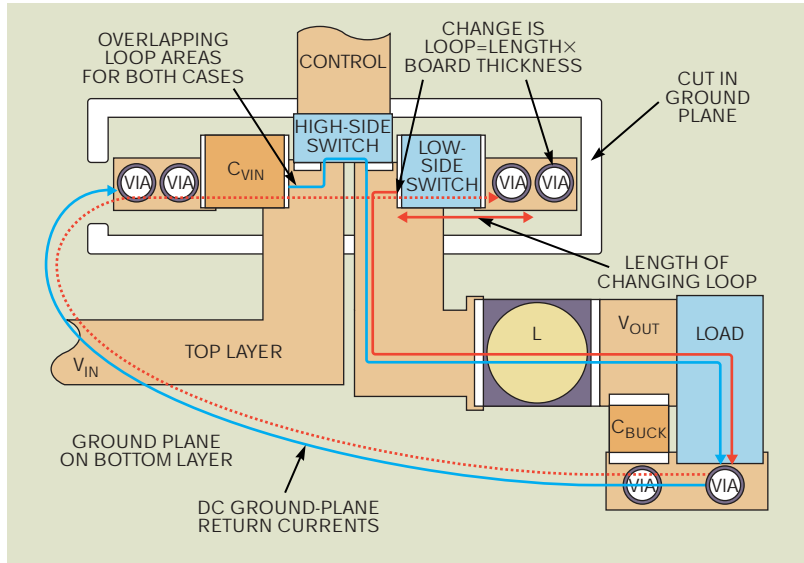 OVERLAPPING
LOOP AREAS
FOR BOTH CASES
CONTROL
CHANGE IS
LOOP=LENGTH×
BOARD THICKNESS
CUT IN
GROUND
PLANE
HIGH-SIDE
SWITCH
VIA
VIA
CVIN
LOW-
SIDE
SWITCH
VIA
VIA
LENGTH OF
CHANGING LOOP
VIN
TOP LAYER
L
VOUT
LOAD
CBUCK
GROUND PLANE
ON BOTTOM LAYER
VIA
VIA
DC GROUND-PLANE
RETURN CURRENTS